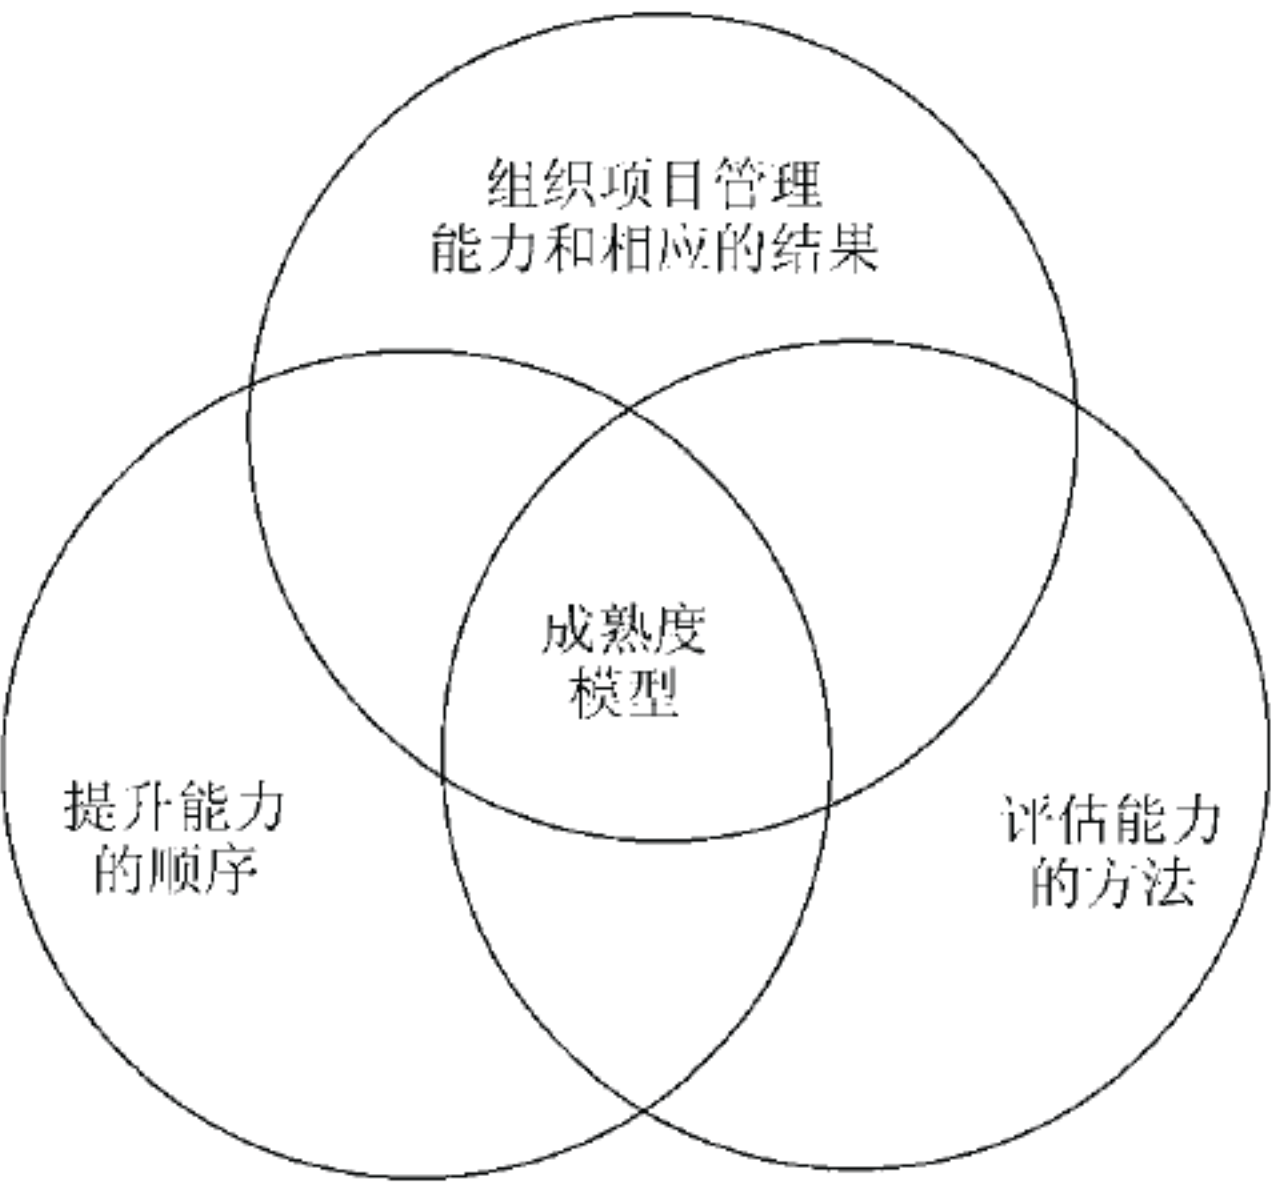 组织项目管理
能力和相应的结果
成熟度
模型
提升能力
的顺序
评估能力
的方法